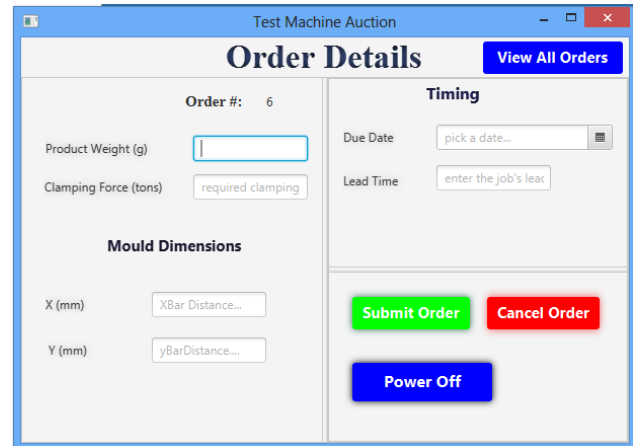 Test Machine Auction
Order Details
View All Orders
Order #: 6
Product Weight (g)
Clamping Force (tons) required clamping
Mould Dimensions
X (mm) XBar Distance...
Y (mm) yBarDistance....
Timing
Due Date pick a date...
Lead Time enter the job's lead
Submit Order
Cancel Order
Power Off